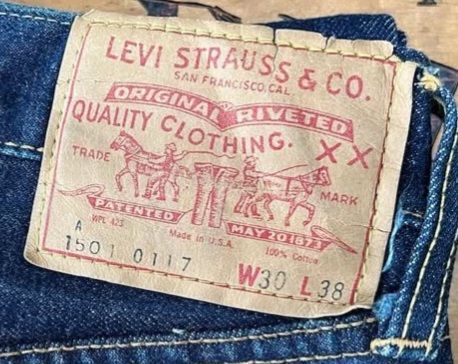 LEVI STRAUSS & CO.
SAN FRANCISCO,CAL
ORIGINAL RIVETED
QUALITY CLOTHING. XX
TRADE MARK
PATENTED MAY 20 1873
A WPL 423 Made in U.S.A. 100% Cotton
1501 0117 W30 L38